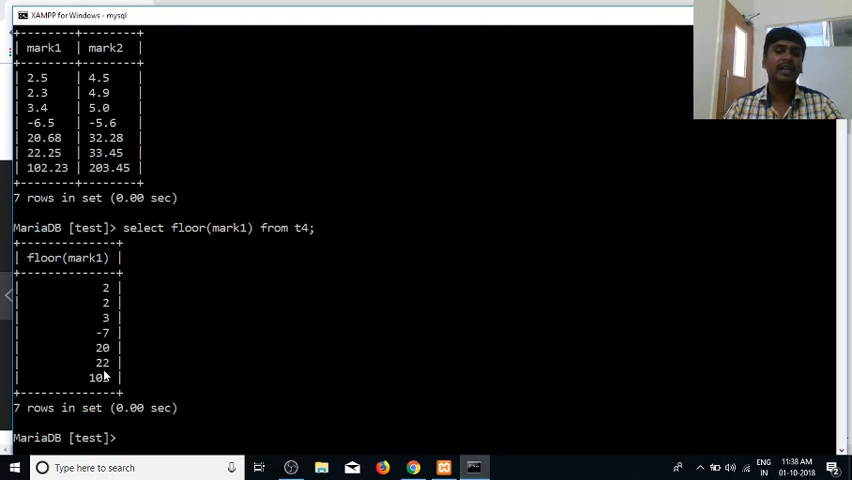 XAMPP for Windows - mysql
| mark1 | mark2 |
| 2.5 | 4.5 |
| 2.3 | 4.9 |
| 3.4 | 5.0 |
| -6.5 | -5.6 |
| 20.68 | 32.28 |
| 22.25 | 33.45 |
| 102.23 | 203.45 |
7 rows in set (0.00 sec)
MariaDB [test]> select floor(mark1) from t4;
| floor(mark1) |
| 2 |
| 2 |
| 3 |
| -7 |
| 20 |
| 22 |
7 rows in set (0.00 sec)
MariaDB [test]>
Type here to search
ENG
IN
11:38 AM
01-10-2018
2